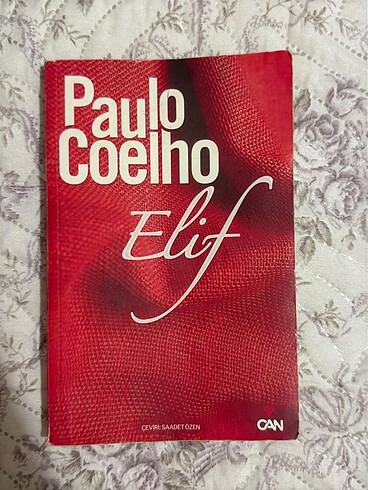 Paulo
Coelho
Elif
ÇEVİRİ: SAADET ÖZEN
CAN